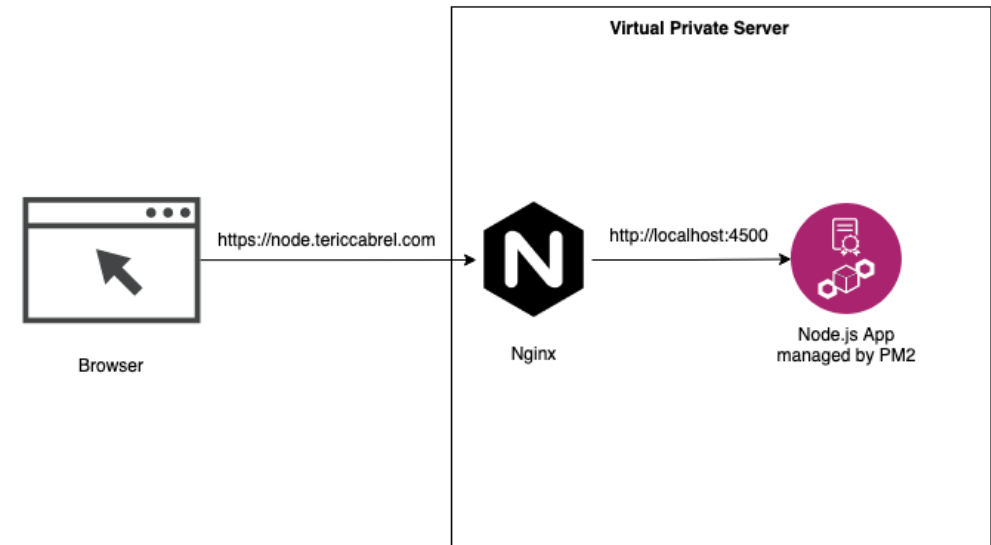 Virtual Private Server
https://node.tericcabrel.com
http://localhost:4500
N
Browser
Nginx
Node.js App
managed by PM2